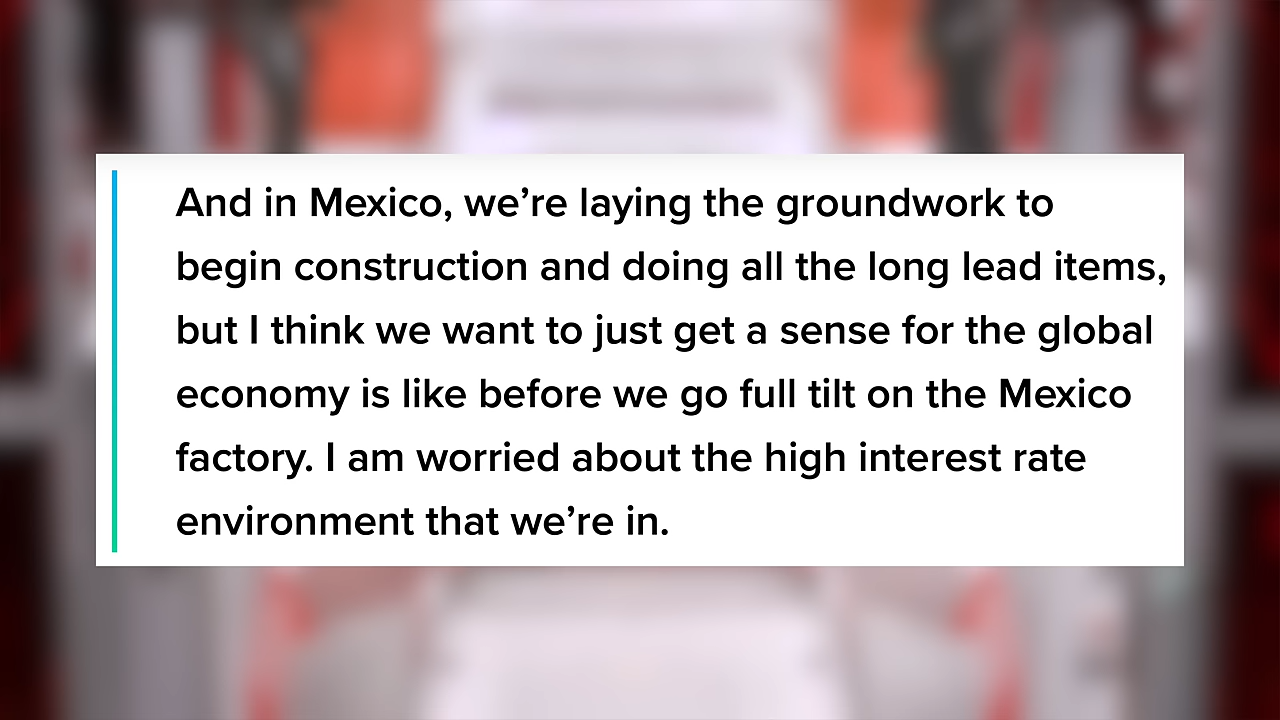 And in Mexico, we’re laying the groundwork to
begin construction and doing all the long lead items,
but I think we want to just get a sense for the global
economy is like before we go full tilt on the Mexico
factory. I am worried about the high interest rate
environment that we’re in.